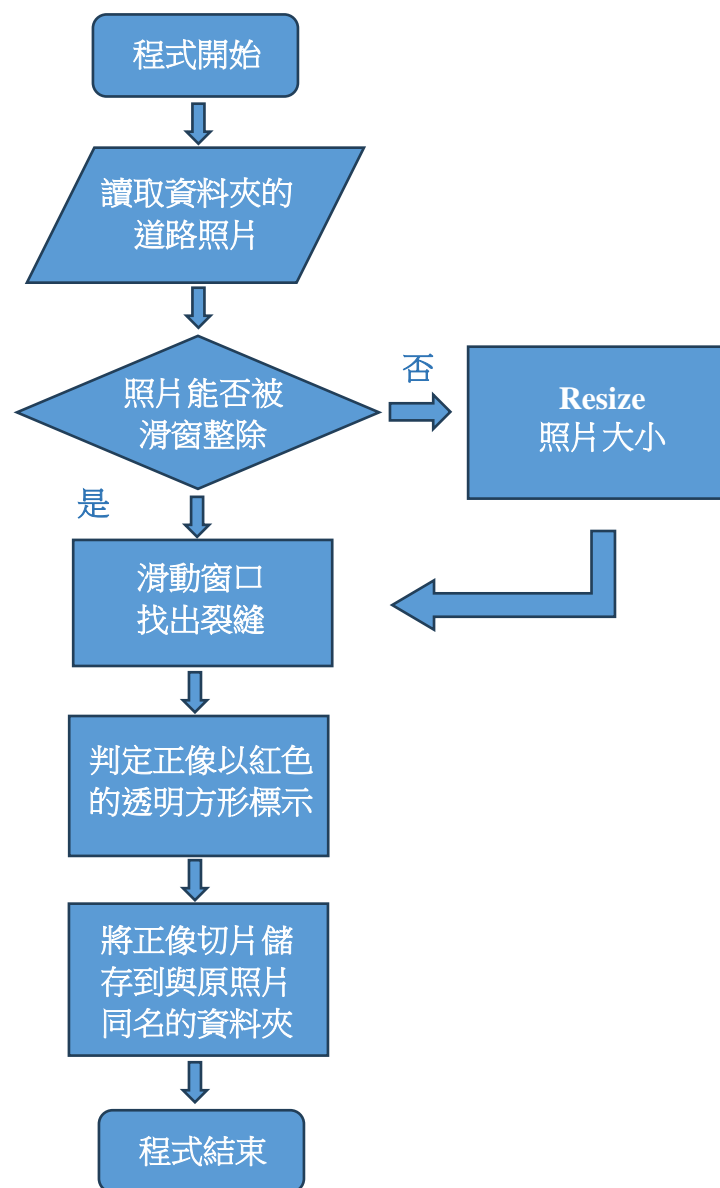 程式開始
讀取資料夾的
道路照片
照片能否被
滑窗整除
否
Resize
照片大小
是
滑動窗口
找出裂縫
判定正像以紅色
的透明方形標示
將正像切片儲
存到與原照片
同名的資料夾
程式結束